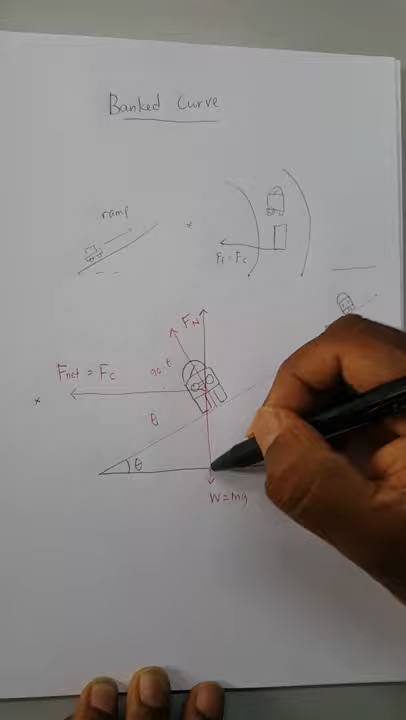 Banked Curve
ramp
Ff = Fc
FN
Fnet = Fc
90-θ
θ
θ
W=mg